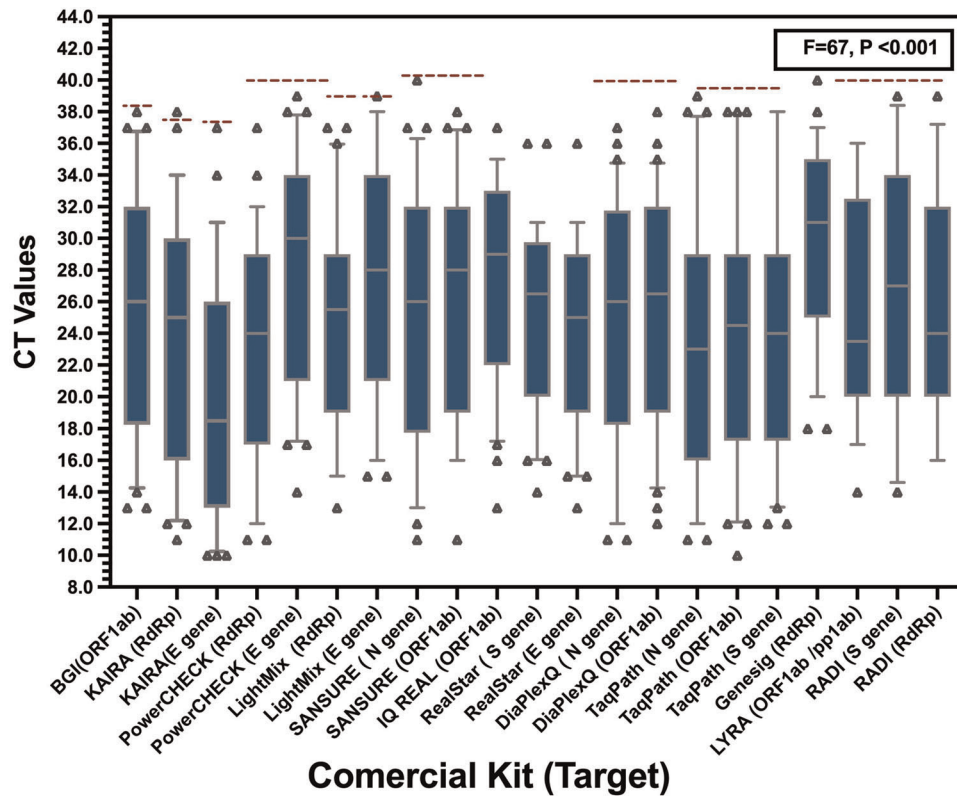 44.0
42.0
40.0
38.0
36.0
34.0
32.0
30.0
28.0
26.0
24.0
22.0
20.0
18.0
16.0
14.0
12.0
10.0
8.0
CT Values
F=67, P <0.001
BGI(ORF1ab)
KAIRA (RdRp)
KAIRA(E gene)
PowerCHECK (RdRp)
PowerCHECK (E gene)
LightMix  (RdRp)
LightMix (E gene)
SANSURE ( N gene)
SANSURE (ORF1ab)
IQ REAL (ORF1ab)
RealStar ( S gene)
RealStar (E gene)
DiaPlexQ ( N gene)
DiaPlexQ (ORF1ab)
TaqPath (N gene)
TaqPath (ORF1ab)
TaqPath (S gene)
Genesig (RdRp)
LYRA (ORF1ab /pp1ab)
RADI (S gene)
RADI (RdRp)
Comercial Kit (Target)